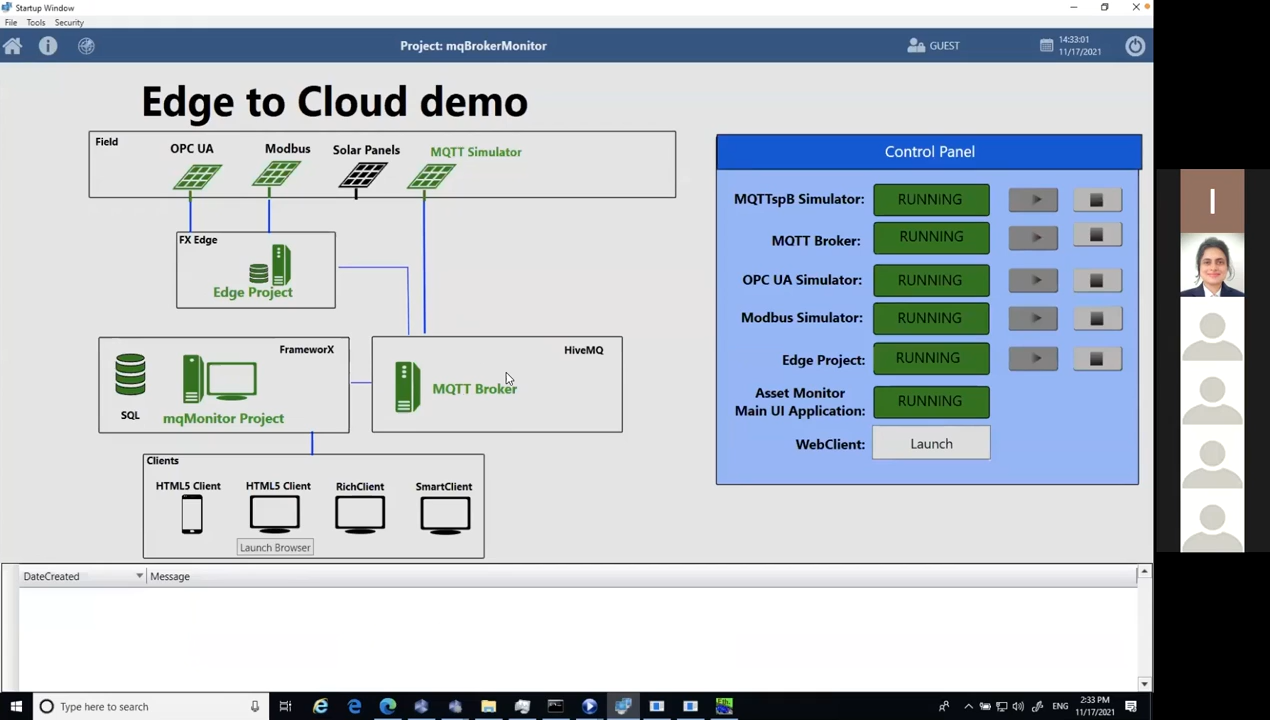 Startup Window
File Tools Security
Project: mqBrokerMonitor
GUEST
14:33:01
11/17/2021
Edge to Cloud demo
Field
OPC UA
Modbus
Solar Panels
MQTT Simulator
FX Edge
Edge Project
FrameworX
SQL
mqMonitor Project
HiveMQ
MQTT Broker
Clients
HTML5 Client
HTML5 Client
RichClient
SmartClient
Launch Browser
Control Panel
MQTTspB Simulator: RUNNING
MQTT Broker: RUNNING
OPC UA Simulator: RUNNING
Modbus Simulator: RUNNING
Edge Project: RUNNING
Asset Monitor
Main UI Application: RUNNING
WebClient: Launch
I
DateCreated Message
Type here to search
ENG
2:33 PM
11/17/2021